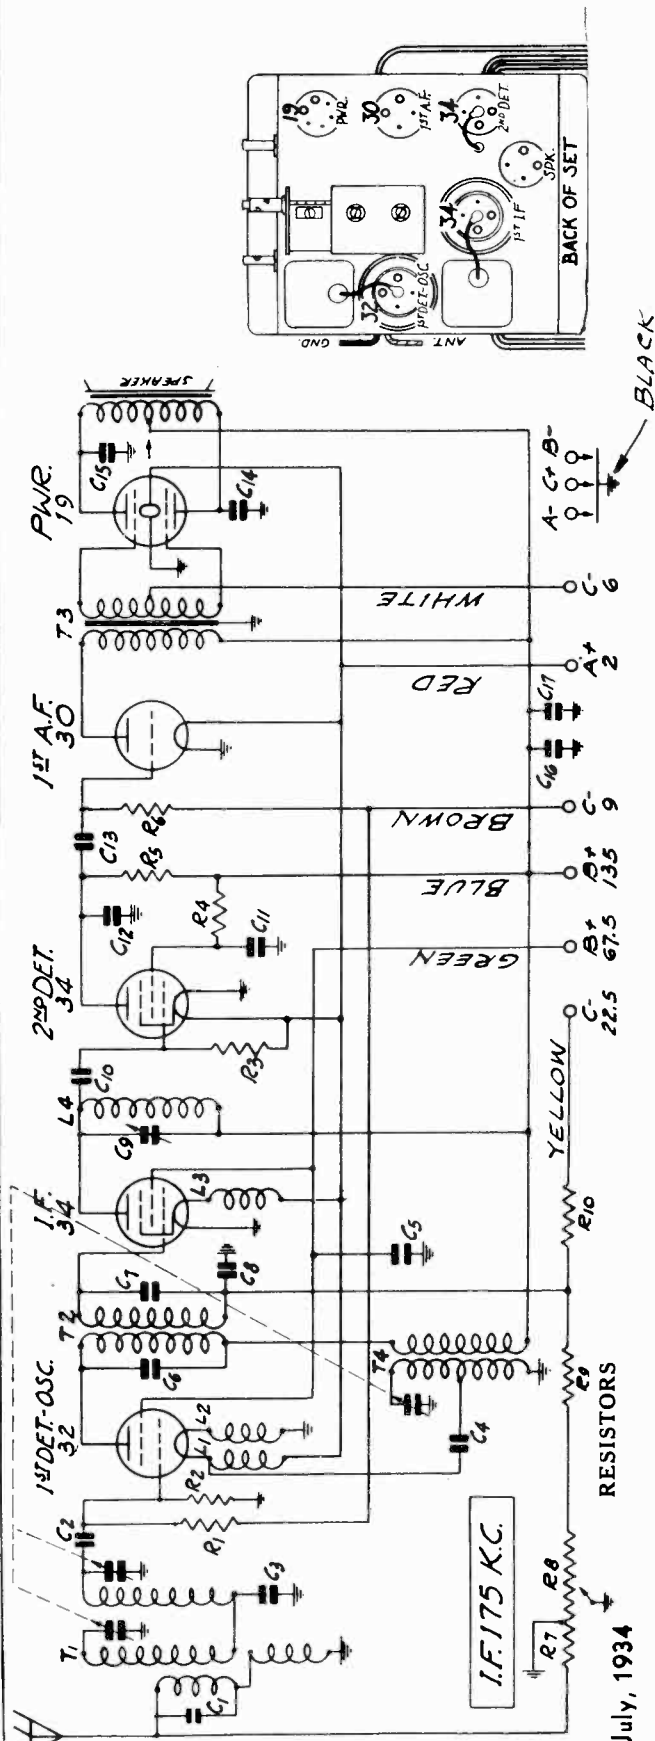 1ST DET.-OSC.
32
I.F.
34
2ND DET.
34
1ST A.F.
30
PWR.
19
T1
C2
T2
L4
C10
C12
C13
T3
C15
SPEAKER
C1
C3
R1
R2
L1
L2
C6
C7
C8
L3
C9
R3
R4
C11
R5
R6
C14
C4
T4
C5
C16
C17
GREEN
BLUE
BROWN
RED
WHITE
YELLOW
I.F. 175 K.C.
R7
R8
R9
R10
C-
22.5
B+
67.5
B+
135
C-
9
A+
2
C-
6
A- C+ B-
BLACK
RESISTORS
July, 1934
GND.
ANT.
32
1ST DET-OSC
34
1ST IF
19
PWR.
30
1ST A.F.
34
2ND DET.
SPK.
BACK OF SET